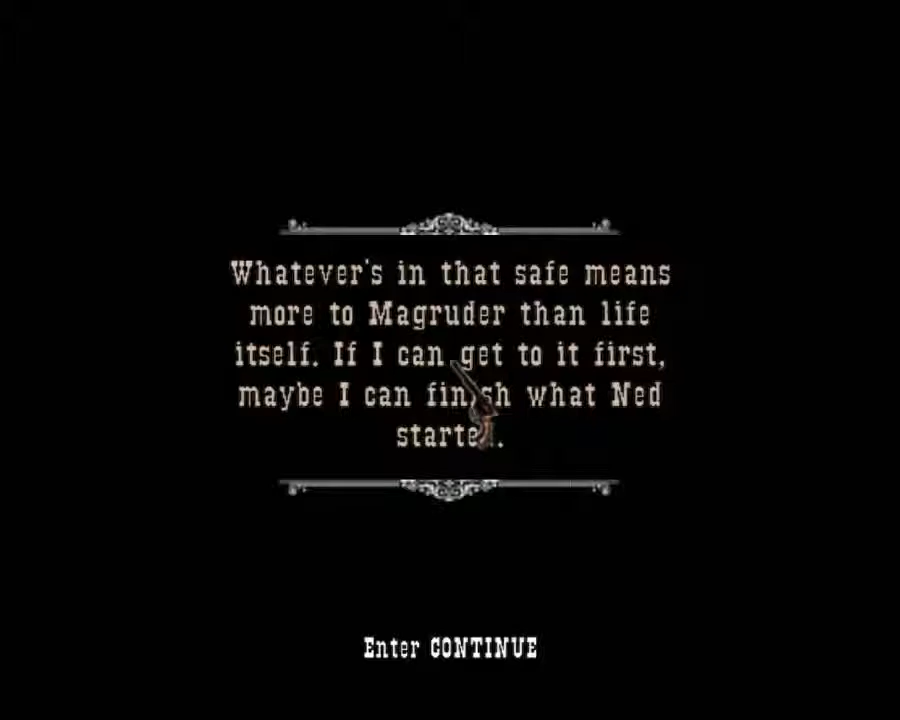 Whatever's in that safe means
more to Magruder than life
itself. If I can get to it first,
maybe I can finish what Ned
started.
Enter CONTINUE